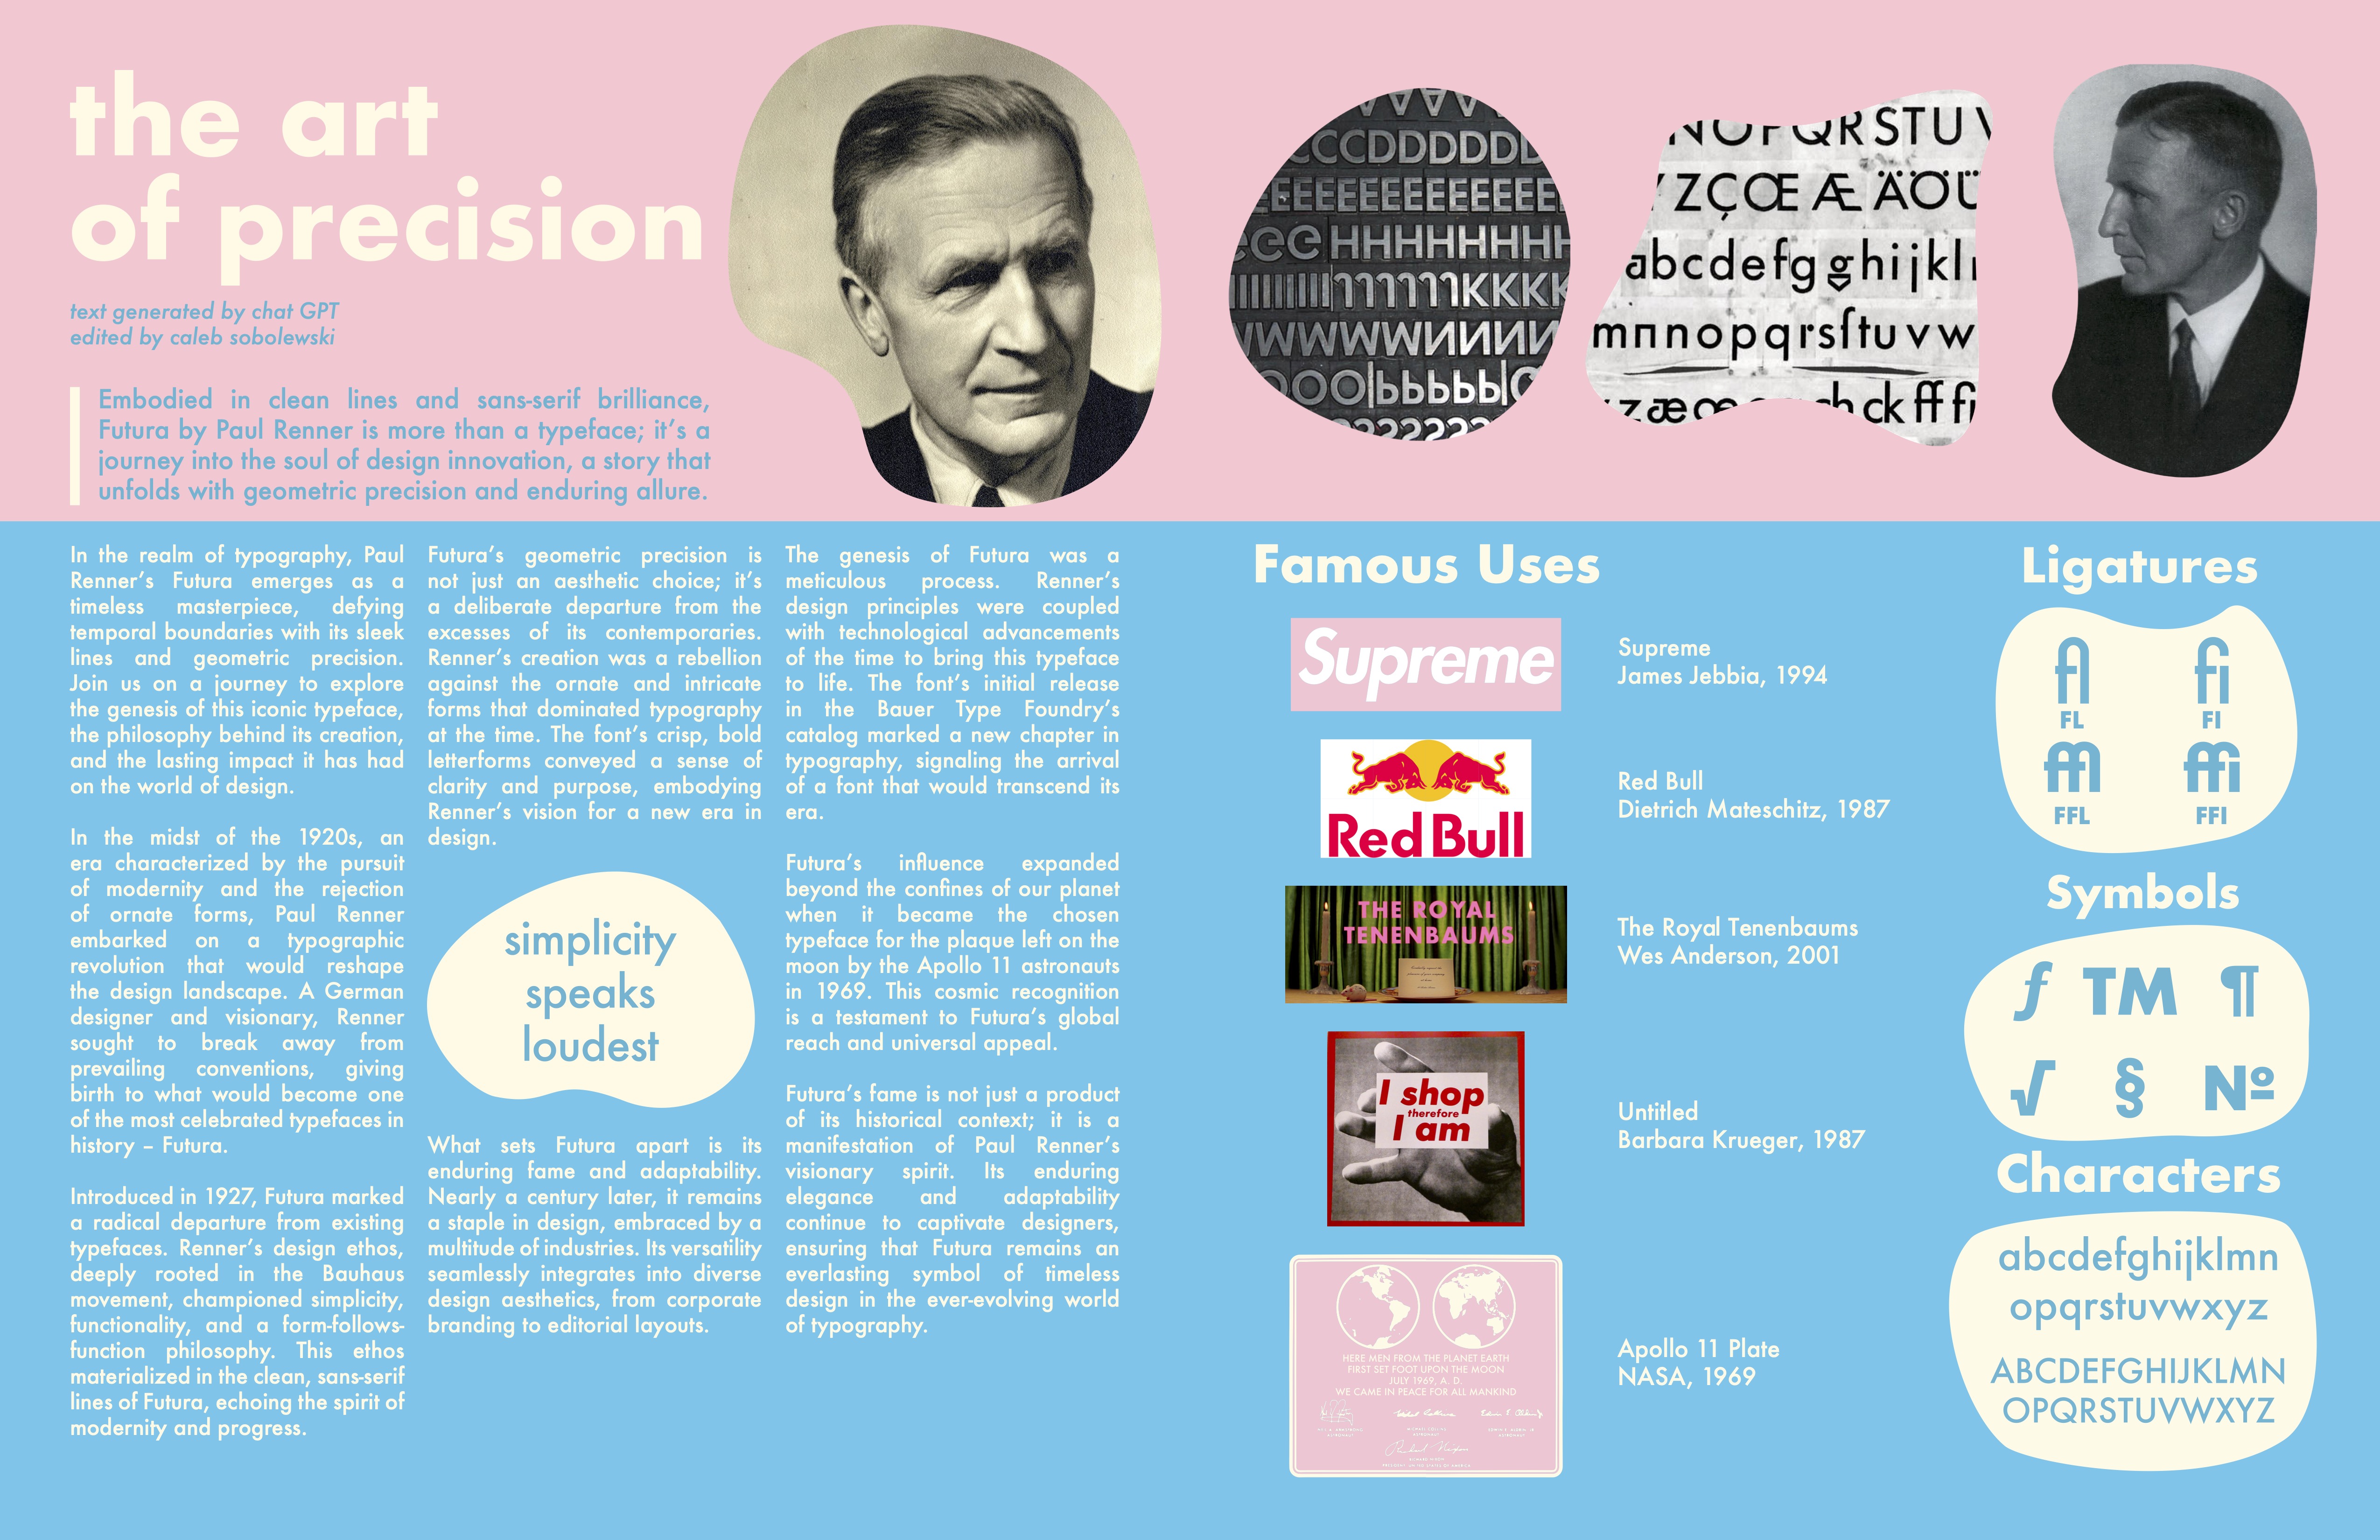 the art
of precision
text generated by chat GPT
edited by caleb sobolewski
Embodied in clean lines and sans-serif brilliance,
Futura by Paul Renner is more than a typeface; it's a
journey into the soul of design innovation, a story that
unfolds with geometric precision and enduring allure.
CCCDDDDDD
EEEEEEEEEEEEE
eeHHHHHHHH
KKKK
WWWWW
OOO
NOPQRSTUV
YZÇŒÆÄÖÜ
abcdefgghijkl
mnnopqrsſtuvw
zæœ chckfffi
In the realm of typography, Paul
Renner's Futura emerges as a
timeless masterpiece, defying
temporal boundaries with its sleek
lines and geometric precision.
Join us on a journey to explore
the genesis of this iconic typeface,
the philosophy behind its creation,
and the lasting impact it has had
on the world of design.
In the midst of the 1920s, an
era characterized by the pursuit
of modernity and the rejection
of ornate forms, Paul Renner
embarked on a typographic
revolution that would reshape
the design landscape. A German
designer and visionary, Renner
sought to break away from
prevailing conventions, giving
birth to what would become one
of the most celebrated typefaces in
history – Futura.
Introduced in 1927, Futura marked
a radical departure from existing
typefaces. Renner's design ethos,
deeply rooted in the Bauhaus
movement, championed simplicity,
functionality, and a form-follows-
function philosophy. This ethos
materialized in the clean, sans-serif
lines of Futura, echoing the spirit of
modernity and progress.
Futura's geometric precision is
not just an aesthetic choice; it's
a deliberate departure from the
excesses of its contemporaries.
Renner's creation was a rebellion
against the ornate and intricate
forms that dominated typography
at the time. The font's crisp, bold
letterforms conveyed a sense of
clarity and purpose, embodying
Renner's vision for a new era in
design.
simplicity
speaks
loudest
What sets Futura apart is its
enduring fame and adaptability.
Nearly a century later, it remains
a staple in design, embraced by a
multitude of industries. Its versatility
seamlessly integrates into diverse
design aesthetics, from corporate
branding to editorial layouts.
The genesis of Futura was a
meticulous process. Renner's
design principles were coupled
with technological advancements
of the time to bring this typeface
to life. The font's initial release
in the Bauer Type Foundry's
catalog marked a new chapter in
typography, signaling the arrival
of a font that would transcend its
era.
Futura's influence expanded
beyond the confines of our planet
when it became the chosen
typeface for the plaque left on the
moon by the Apollo 11 astronauts
in 1969. This cosmic recognition
is a testament to Futura's global
reach and universal appeal.
Futura's fame is not just a product
of its historical context; it is a
manifestation of Paul Renner's
visionary spirit. Its enduring
elegance and adaptability
continue to captivate designers,
ensuring that Futura remains an
everlasting symbol of timeless
design in the ever-evolving world
of typography.
Famous Uses
Supreme
Supreme
James Jebbia, 1994
Red Bull
Red Bull
Dietrich Mateschitz, 1987
THE ROYAL
TENENBAUMS
The Royal Tenenbaums
Wes Anderson, 2001
I shop
therefore
I am
Untitled
Barbara Krueger, 1987
HERE MEN FROM THE PLANET EARTH
FIRST SET FOOT UPON THE MOON
JULY 1969, A. D.
WE CAME IN PEACE FOR ALL MANKIND
Apollo 11 Plate
NASA, 1969
Ligatures
fl fi
FL FI
ffl ffi
FFL FFI
Symbols
ƒ TM ¶
√ § №
Characters
abcdefghijklmn
opqrstuvwxyz
ABCDEFGHIJKLMN
OPQRSTUVWXYZ